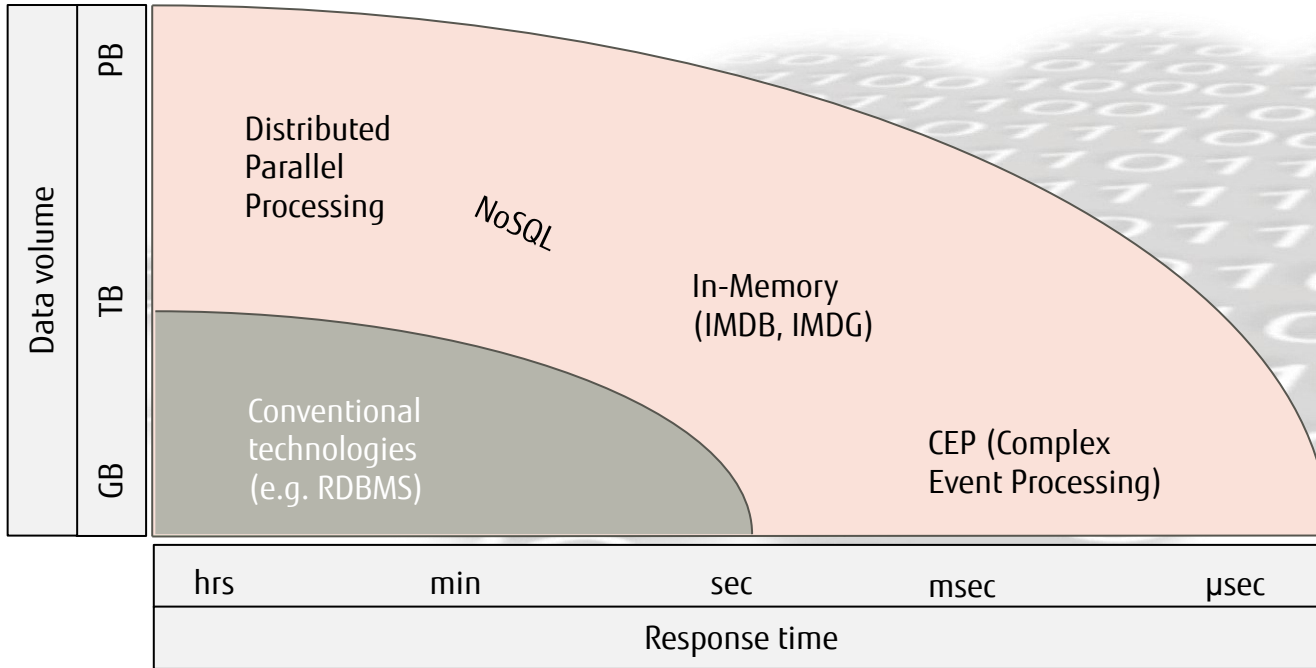 Data volume
PB
TB
GB
Distributed
Parallel
Processing
NoSQL
In-Memory
(IMDB, IMDG)
Conventional
technologies
(e.g. RDBMS)
CEP (Complex
Event Processing)
hrs min sec msec µsec
Response time